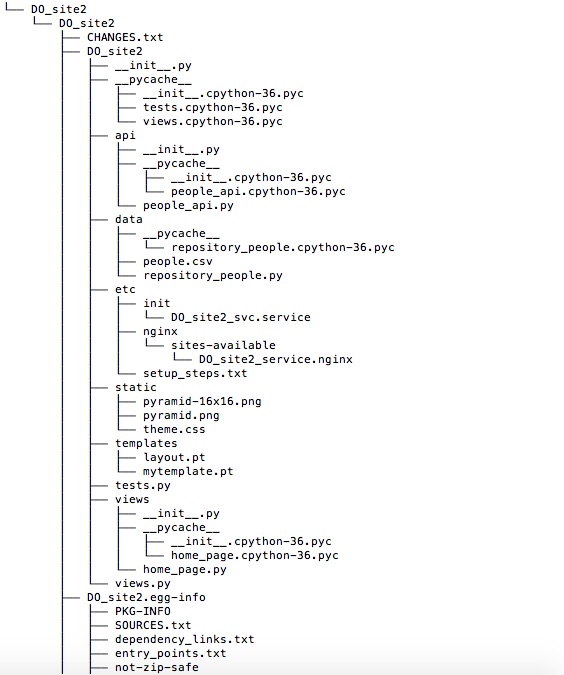 └── DO_site2
    └── DO_site2
        ├── CHANGES.txt
        ├── DO_site2
        │   ├── __init__.py
        │   ├── __pycache__
        │   │   ├── __init__.cpython-36.pyc
        │   │   ├── tests.cpython-36.pyc
        │   │   └── views.cpython-36.pyc
        │   ├── api
        │   │   ├── __init__.py
        │   │   ├── __pycache__
        │   │   │   ├── __init__.cpython-36.pyc
        │   │   │   └── people_api.cpython-36.pyc
        │   │   └── people_api.py
        │   ├── data
        │   │   ├── __pycache__
        │   │   │   └── repository_people.cpython-36.pyc
        │   │   ├── people.csv
        │   │   └── repository_people.py
        │   ├── etc
        │   │   ├── init
        │   │   │   └── DO_site2_svc.service
        │   │   ├── nginx
        │   │   │   └── sites-available
        │   │   │       └── DO_site2_service.nginx
        │   │   └── setup_steps.txt
        │   ├── static
        │   │   ├── pyramid-16x16.png
        │   │   ├── pyramid.png
        │   │   └── theme.css
        │   ├── templates
        │   │   ├── layout.pt
        │   │   └── mytemplate.pt
        │   ├── tests.py
        │   ├── views
        │   │   ├── __init__.py
        │   │   ├── __pycache__
        │   │   │   ├── __init__.cpython-36.pyc
        │   │   │   └── home_page.cpython-36.pyc
        │   │   └── home_page.py
        │   └── views.py
        ├── DO_site2.egg-info
        │   ├── PKG-INFO
        │   ├── SOURCES.txt
        │   ├── dependency_links.txt
        │   ├── entry_points.txt
        │   ├── not-zip-safe